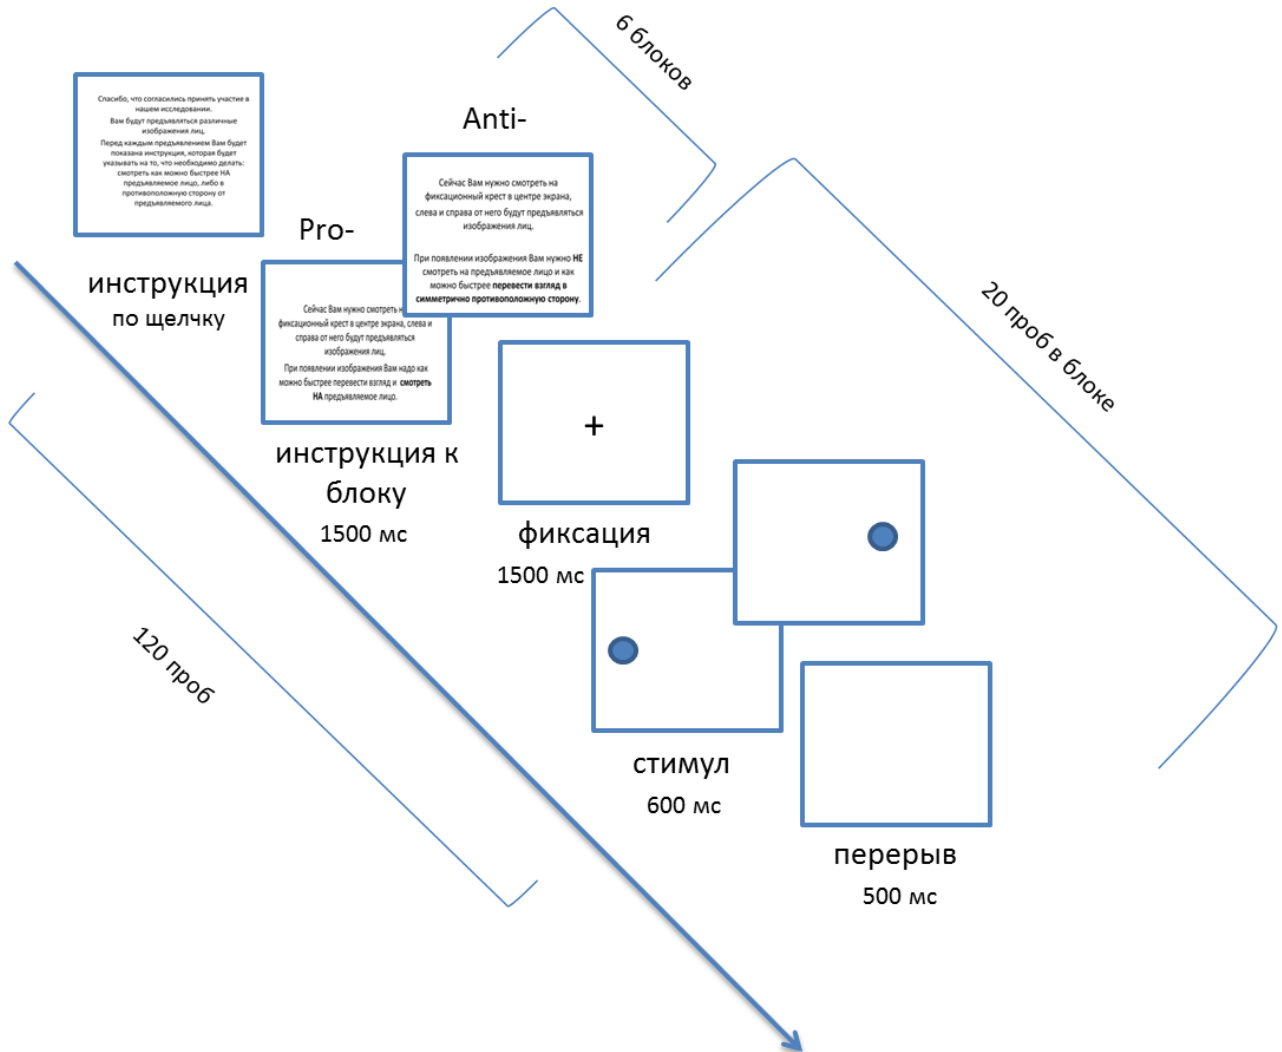 6 блоков
Спасибо, что согласились принять участие в
нашем исследовании.
Вам будут предъявляться различные
изображения лиц.
Перед каждым предъявлением Вам будет
показана инструкция, которая будет
указывать на то, что необходимо делать:
смотреть как можно быстрее НА
предъявляемое лицо, либо в
противоположную сторону от
предъявляемого лица.
инструкция
по щелчку
Anti-
Сейчас Вам нужно смотреть на
фиксационный крест в центре экрана,
слева и справа от него будут предъявляться
изображения лиц.
При появлении изображения Вам нужно НЕ
смотреть на предъявляемое лицо и как
можно быстрее перевести взгляд в
симметрично противоположную сторону.
Pro-
Сейчас Вам нужно смотреть
фиксационный крест в центре экрана, слева и
справа от него будут предъявляться
изображения лиц.
При появлении изображения Вам надо как
можно быстрее перевести взгляд и смотреть
НА предъявляемое лицо.
инструкция к
блоку
1500 мс
20 проб в блоке
+
фиксация
1500 мс
120 проб
стимул
600 мс
перерыв
500 мс